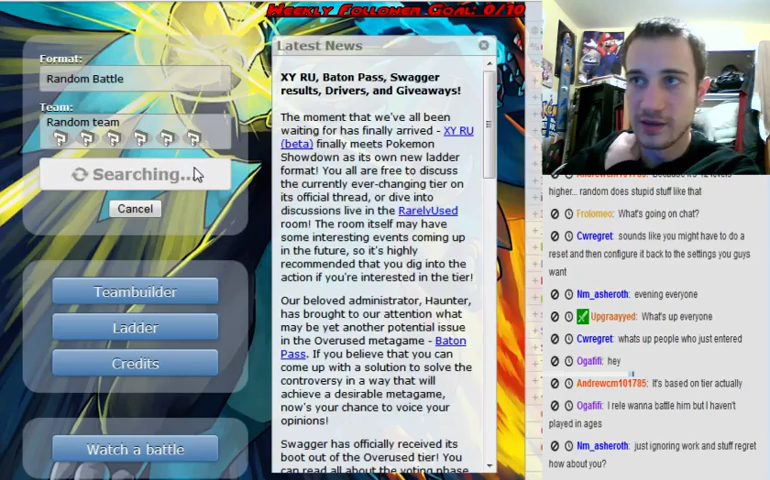 Weekly Follower Goal: 0/10
Format:
Random Battle
Team:
Random team
Searching...
Cancel
Teambuilder
Ladder
Credits
Watch a battle
Latest News
XY RU, Baton Pass, Swagger
results, Drivers, and Giveaways!
The moment that we've all been
waiting for has finally arrived - XY RU
(beta) finally meets Pokemon
Showdown as its own new ladder
format! You all are free to discuss
the currently ever-changing tier on
its official thread, or dive into
discussions live in the RarelyUsed
room! The room itself may have
some interesting events coming up
in the future, so it's highly
recommended that you dig into the
action if you're interested in the tier!
Our beloved administrator, Haunter,
has brought to our attention what
may be yet another potential issue
in the Overused metagame - Baton
Pass. If you believe that you can
come up with a solution to solve the
controversy in a way that will
achieve a desirable metagame,
now's your chance to voice your
opinions!
Swagger has officially received its
boot out of the Overused tier! You
can read all about the voting phase
higher... random does stupid stuff like that
Frolomeo: What's going on chat?
Cwregret: sounds like you might have to do a
reset and then configure it back to the settings you guys
want
Nm_asheroth: evening everyone
Upgraayyed: What's up everyone
Cwregret: whats up people who just entered
Ogafifi: hey
Andrewcm101785: It's based on tier actually
Ogafifi: I rele wanna battle him but I haven't
played in ages
Nm_asheroth: just ignoring work and stuff regret
how about you?